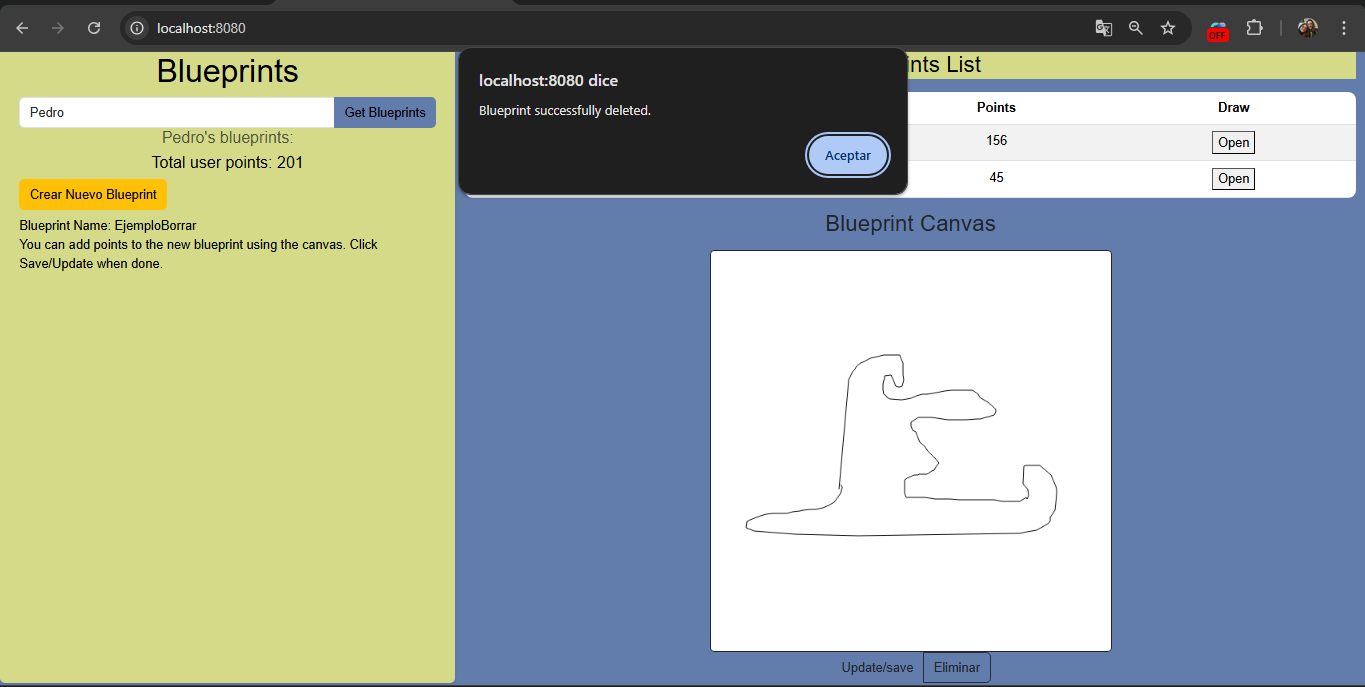 localhost:8080
OFF
Blueprints
Pedro
Get Blueprints
Pedro's blueprints:
Total user points: 201
Crear Nuevo Blueprint
Blueprint Name: EjemploBorrar
You can add points to the new blueprint using the canvas. Click
Save/Update when done.
localhost:8080 dice
Blueprint successfully deleted.
Aceptar
List
Points Draw
156 Open
45 Open
Blueprint Canvas
Update/save Eliminar